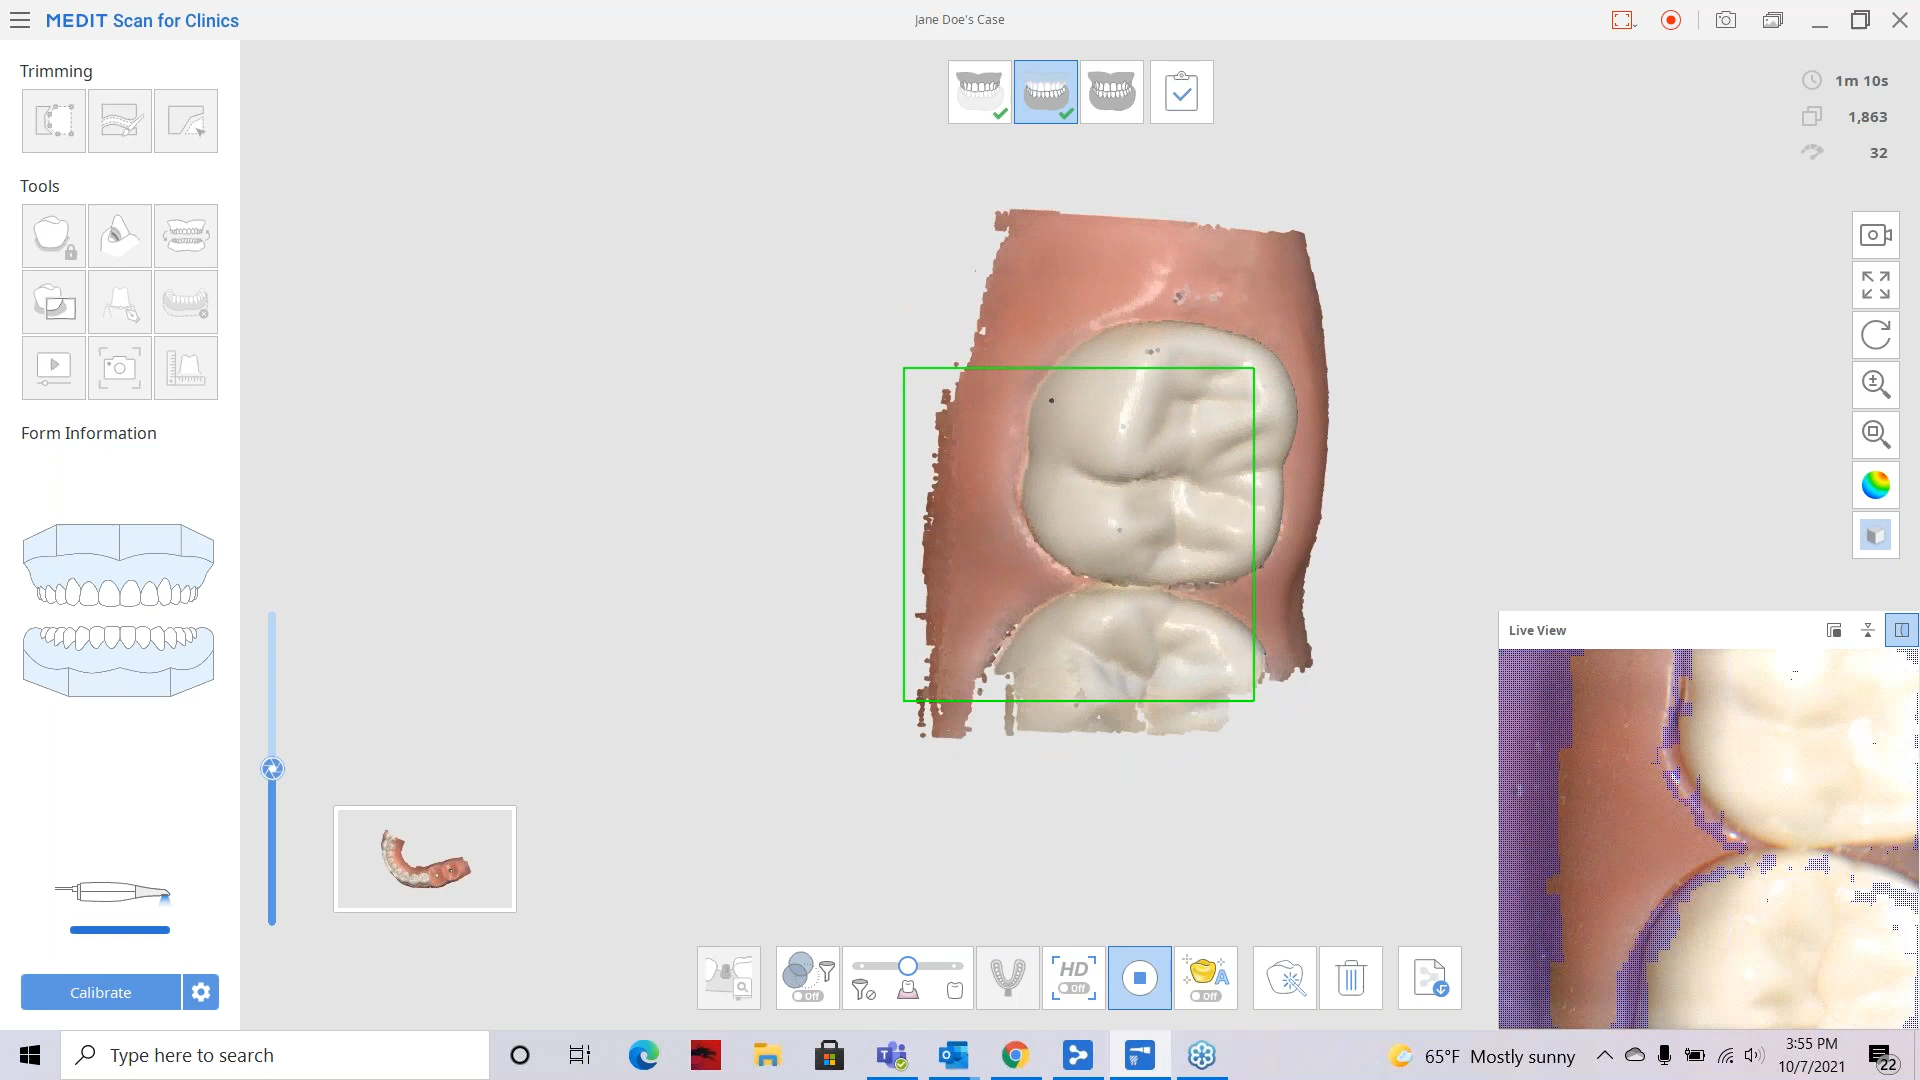 MEDIT Scan for Clinics
Jane Doe's Case
Trimming
1m 10s
1,863
32
Tools
Form Information
Live View
Calibrate
Off
HD
Off
A
Off
Type here to search
65°F Mostly sunny
3:55 PM
10/7/2021
22